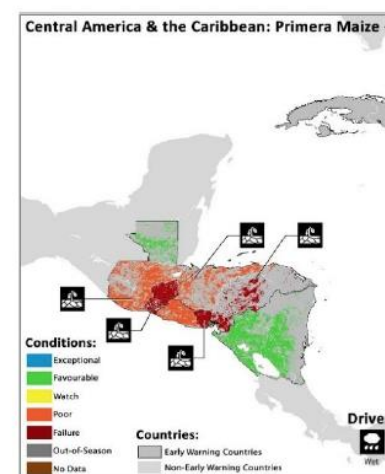 Central America & the Caribbean: Primera Maize -
Conditions:
Exceptional
Favourable
Watch
Poor
Failure
Out-of-Season
No Data
Countries:
Early Warning Countries
Non-Early Warning Countries
Drive
Wet